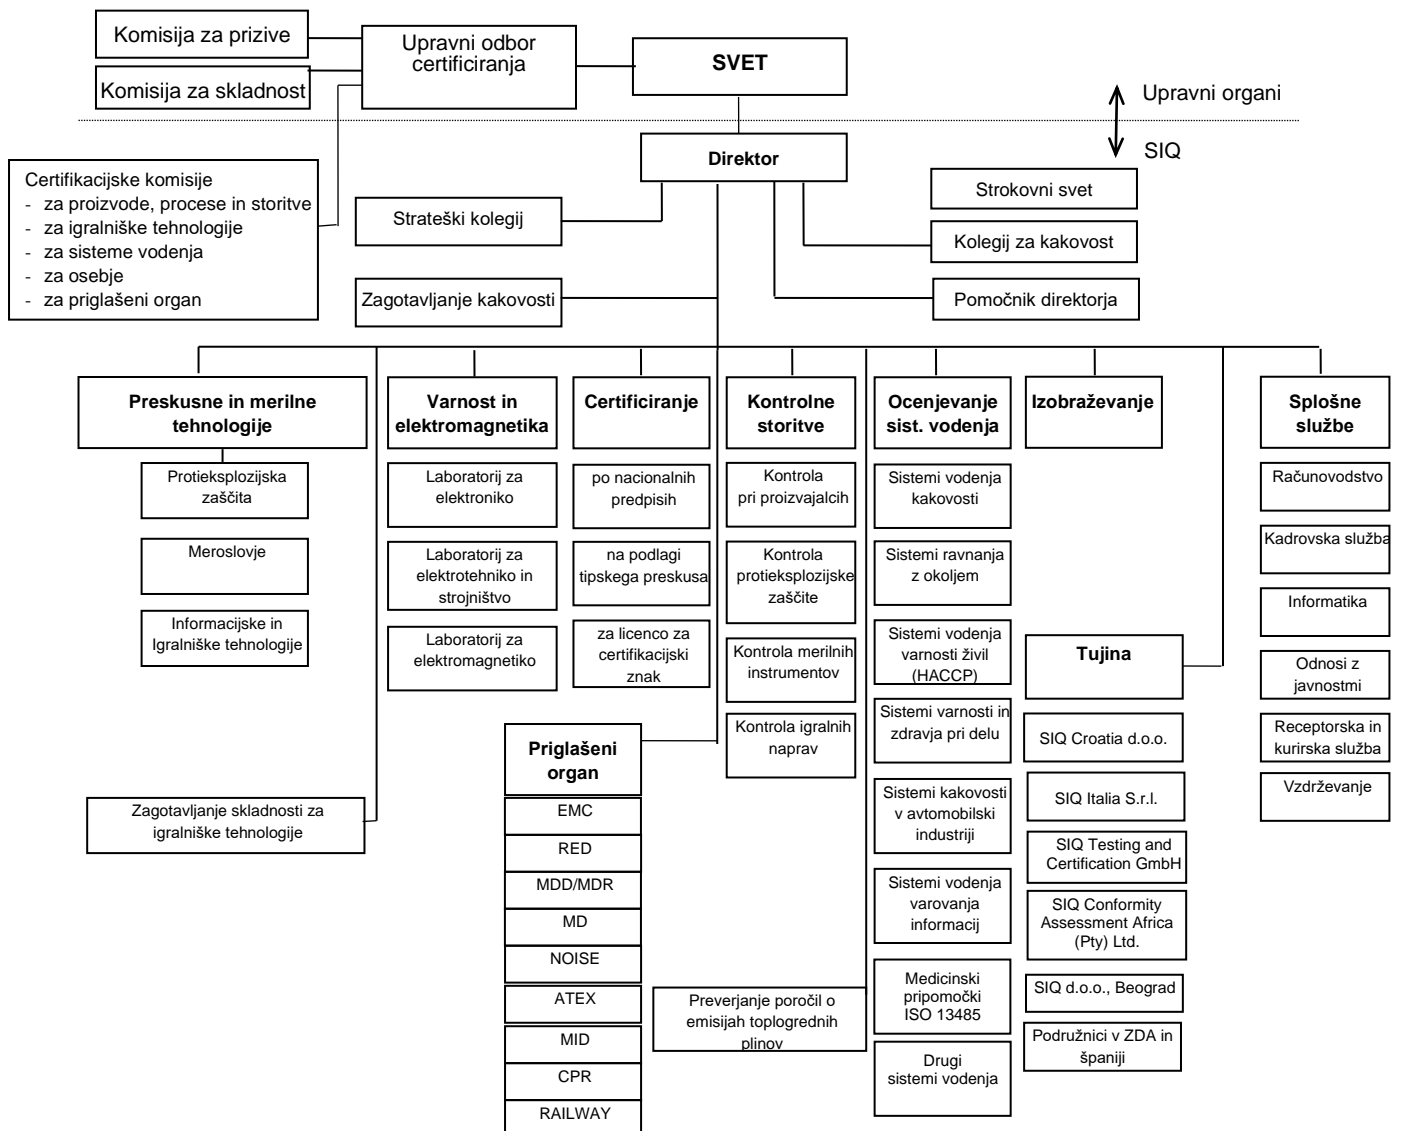 Komisija za prizive
Komisija za skladnost
Upravni odbor
certificiranja
SVET
Upravni organi
SIQ
Direktor
Certifikacijske komisije
- za proizvode, procese in storitve
- za igralniške tehnologije
- za sisteme vodenja
- za osebje
- za priglašeni organ
Strateški kolegij
Zagotavljanje kakovosti
Strokovni svet
Kolegij za kakovost
Pomočnik direktorja
Preskusne in merilne
tehnologije
Protieksplozijska
zaščita
Meroslovje
Informacijske in
Igralniške tehnologije
Zagotavljanje skladnosti za
igralniške tehnologije
Varnost in
elektromagnetika
Laboratorij za
elektroniko
Laboratorij za
elektrotehniko in
strojništvo
Laboratorij za
elektromagnetiko
Certificiranje
po nacionalnih
predpisih
na podlagi
tipskega preskusa
za licenco za
certifikacijski
znak
Priglašeni
organ
EMC
RED
MDD/MDR
MD
NOISE
ATEX
MID
CPR
RAILWAY
Kontrolne
storitve
Kontrola
pri proizvajalcih
Kontrola
protieksplozijske
zaščite
Kontrola merilnih
instrumentov
Kontrola igralnih
naprav
Preverjanje poročil o
emisijah toplogrednih
plinov
Ocenjevanje
sist. vodenja
Sistemi vodenja
kakovosti
Sistemi ravnanja
z okoljem
Sistemi vodenja
varnosti živil
(HACCP)
Sistemi varnosti in
zdravja pri delu
Sistemi kakovosti
v avtomobilski
industriji
Sistemi vodenja
varovanja
informacij
Medicinski
pripomočki
ISO 13485
Drugi
sistemi vodenja
Izobraževanje
Tujina
SIQ Croatia d.o.o.
SIQ Italia S.r.l.
SIQ Testing and
Certification GmbH
SIQ Conformity
Assessment Africa
(Pty) Ltd.
SIQ d.o.o., Beograd
Podružnici v ZDA in
španiji
Splošne
službe
Računovodstvo
Kadrovska služba
Informatika
Odnosi z
javnostmi
Receptorska in
kurirska služba
Vzdrževanje